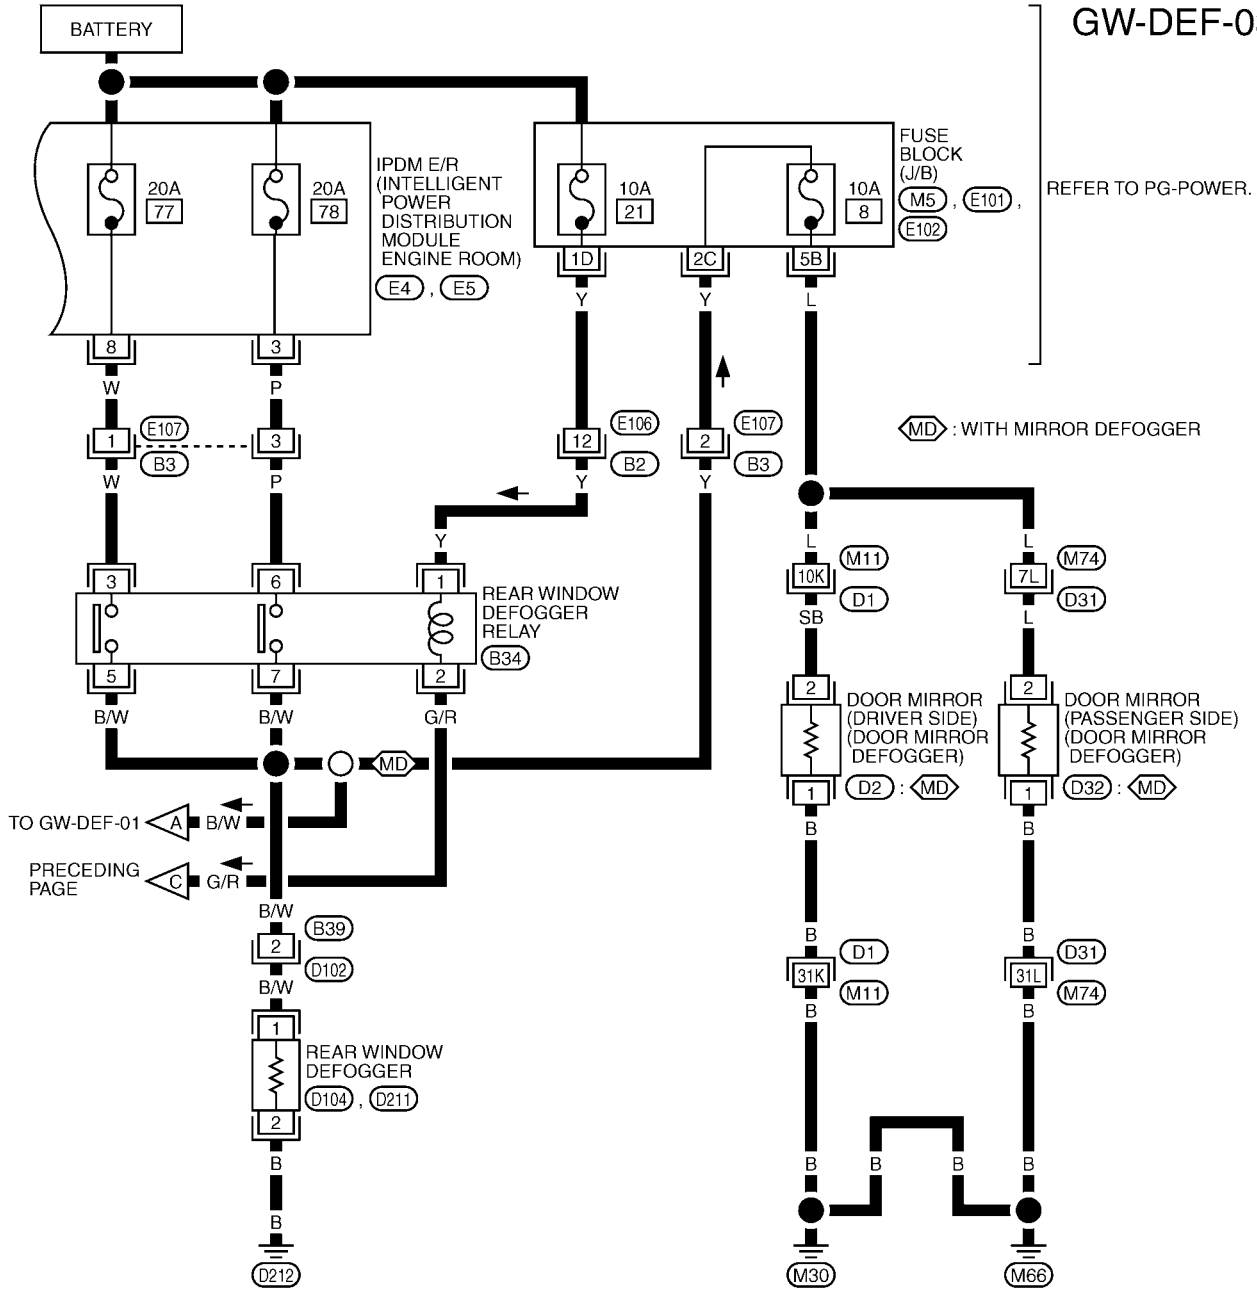 GW-DEF-0
BATTERY
20A
77
20A
78
IPDM E/R
(INTELLIGENT
POWER
DISTRIBUTION
MODULE
ENGINE ROOM)
E4 , E5
10A
21
10A
8
FUSE
BLOCK
(J/B)
M5 , E101 ,
E102
REFER TO PG-POWER.
8
3
1D
2C
5B
W
P
Y
Y
L
1
E107
B3
3
12
E106
B2
2
E107
B3
MD : WITH MIRROR DEFOGGER
W
P
Y
Y
Y
L
L
3
6
1
REAR WINDOW
DEFOGGER
RELAY
B34
5
7
2
B/W
B/W
G/R
MD
10K
M11
D1
7L
M74
D31
SB
L
2
2
DOOR MIRROR
(DRIVER SIDE)
(DOOR MIRROR
DEFOGGER)
D2 : MD
DOOR MIRROR
(PASSENGER SIDE)
(DOOR MIRROR
DEFOGGER)
D32 : MD
1
1
B
B
TO GW-DEF-01
A
B/W
PRECEDING
PAGE
C
G/R
B/W
2
B39
D102
B/W
1
REAR WINDOW
DEFOGGER
D104 , D211
2
B
B
D212
B
B
31K
D1
M11
31L
D31
M74
B
B
B
B
B
B
M30
M66